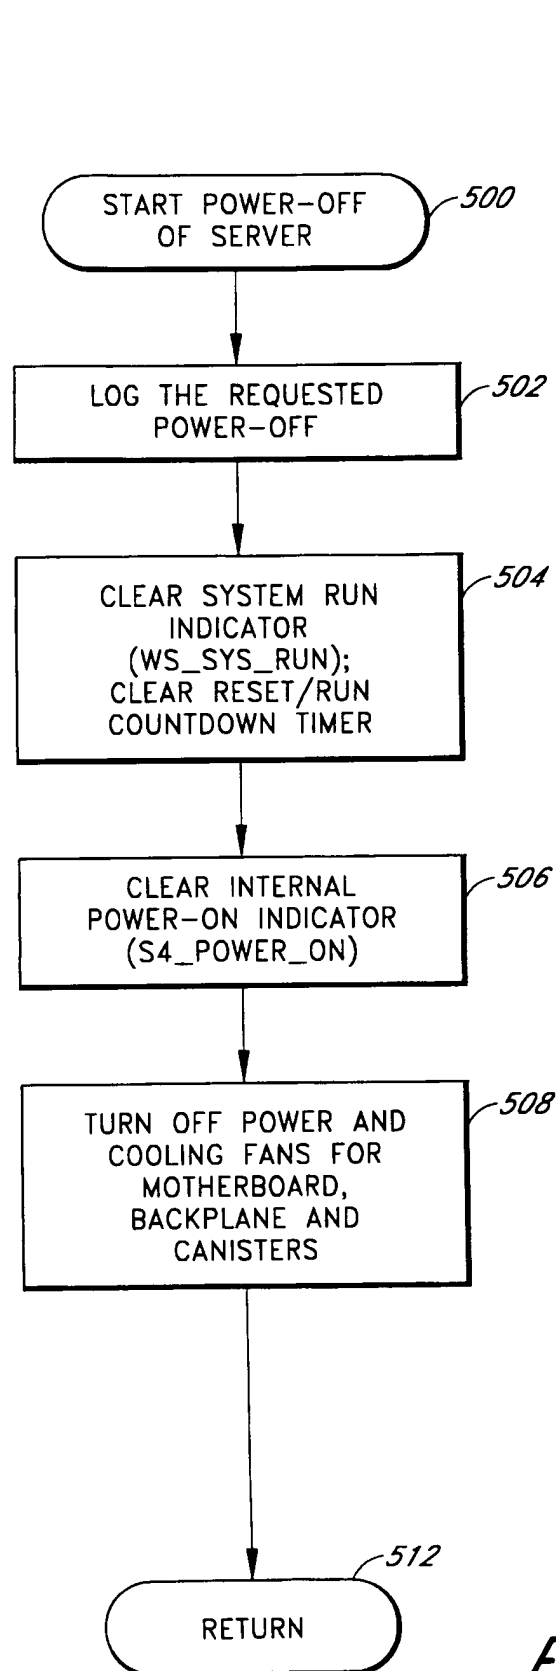 START POWER-OFF
OF SERVER
500
LOG THE REQUESTED
POWER-OFF
502
CLEAR SYSTEM RUN
INDICATOR
(WS_SYS_RUN);
CLEAR RESET/RUN
COUNTDOWN TIMER
504
CLEAR INTERNAL
POWER-ON INDICATOR
(S4_POWER_ON)
506
TURN OFF POWER AND
COOLING FANS FOR
MOTHERBOARD,
BACKPLANE AND
CANISTERS
508
512
RETURN